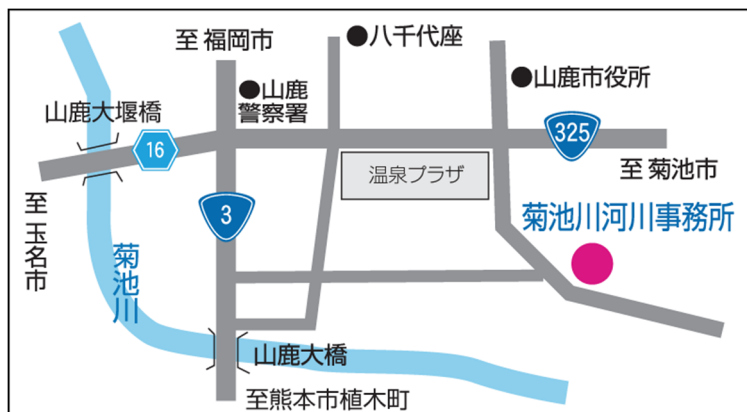 至 福岡市
●八千代座
●山鹿
警察署
●山鹿市役所
山鹿大堰橋
16
325
温泉プラザ
至 菊池市
3
至 玉名市
菊池川
菊池川河川事務所
山鹿大橋
至熊本市植木町